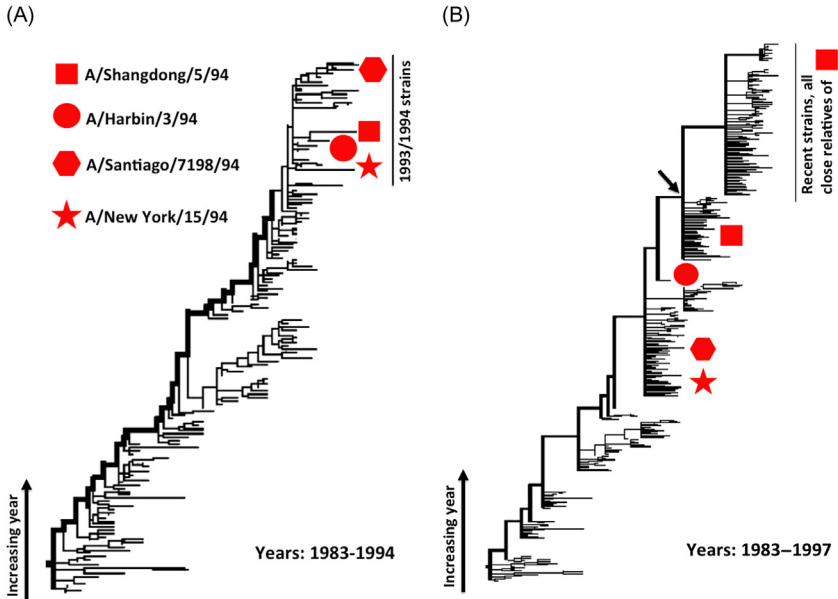 (A)
A/Shangdong/5/94
A/Harbin/3/94
A/Santiago/7198/94
A/New York/15/94
1993/1994 strains
Increasing year
Years: 1983-1994
(B)
Recent strains, all
close relatives of
Increasing year
Years: 1983–1997